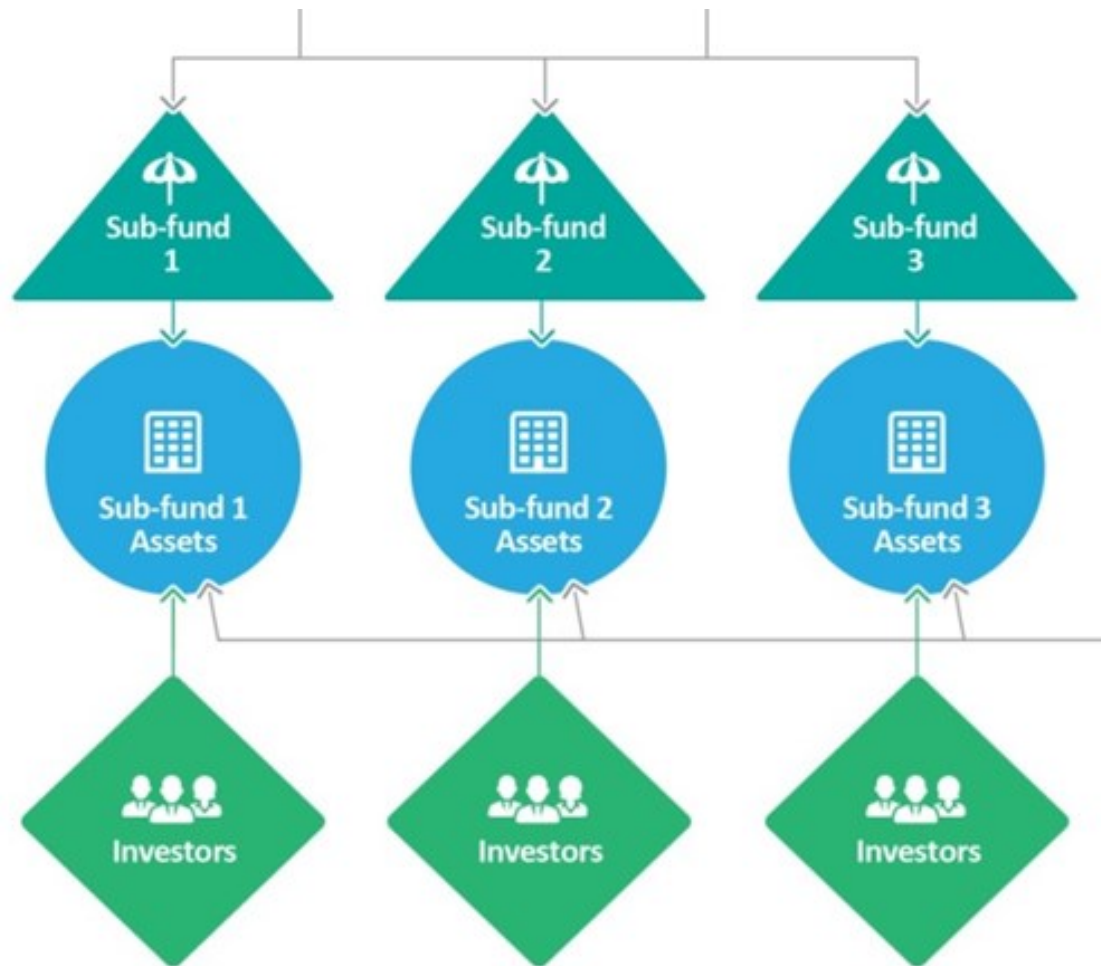 Sub-fund
1
Sub-fund
2
Sub-fund
3
Sub-fund 1
Assets
Sub-fund 2
Assets
Sub-fund 3
Assets
Investors
Investors
Investors